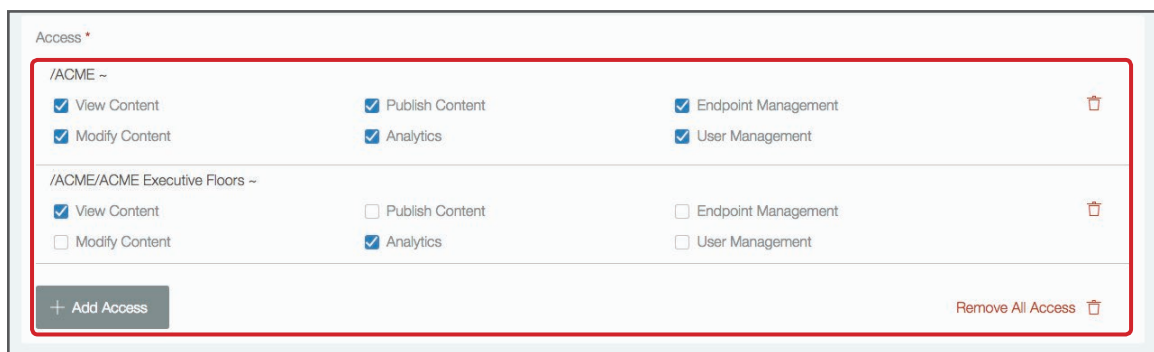 Access *
/ACME ~
View Content Publish Content Endpoint Management
Modify Content Analytics User Management
/ACME/ACME Executive Floors ~
View Content Publish Content Endpoint Management
Modify Content Analytics User Management
+ Add Access Remove All Access